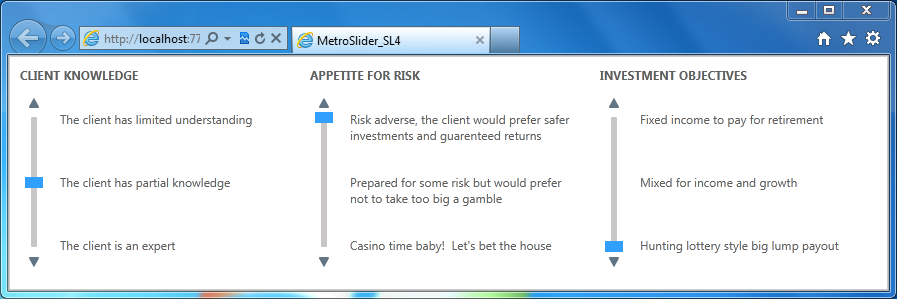 http://localhost:77
MetroSlider_SL4
CLIENT KNOWLEDGE
The client has limited understanding
The client has partial knowledge
The client is an expert
APPETITE FOR RISK
Risk adverse, the client would prefer safer
investments and guarenteed returns
Prepared for some risk but would prefer
not to take too big a gamble
Casino time baby!  Let's bet the house
INVESTMENT OBJECTIVES
Fixed income to pay for retirement
Mixed for income and growth
Hunting lottery style big lump payout